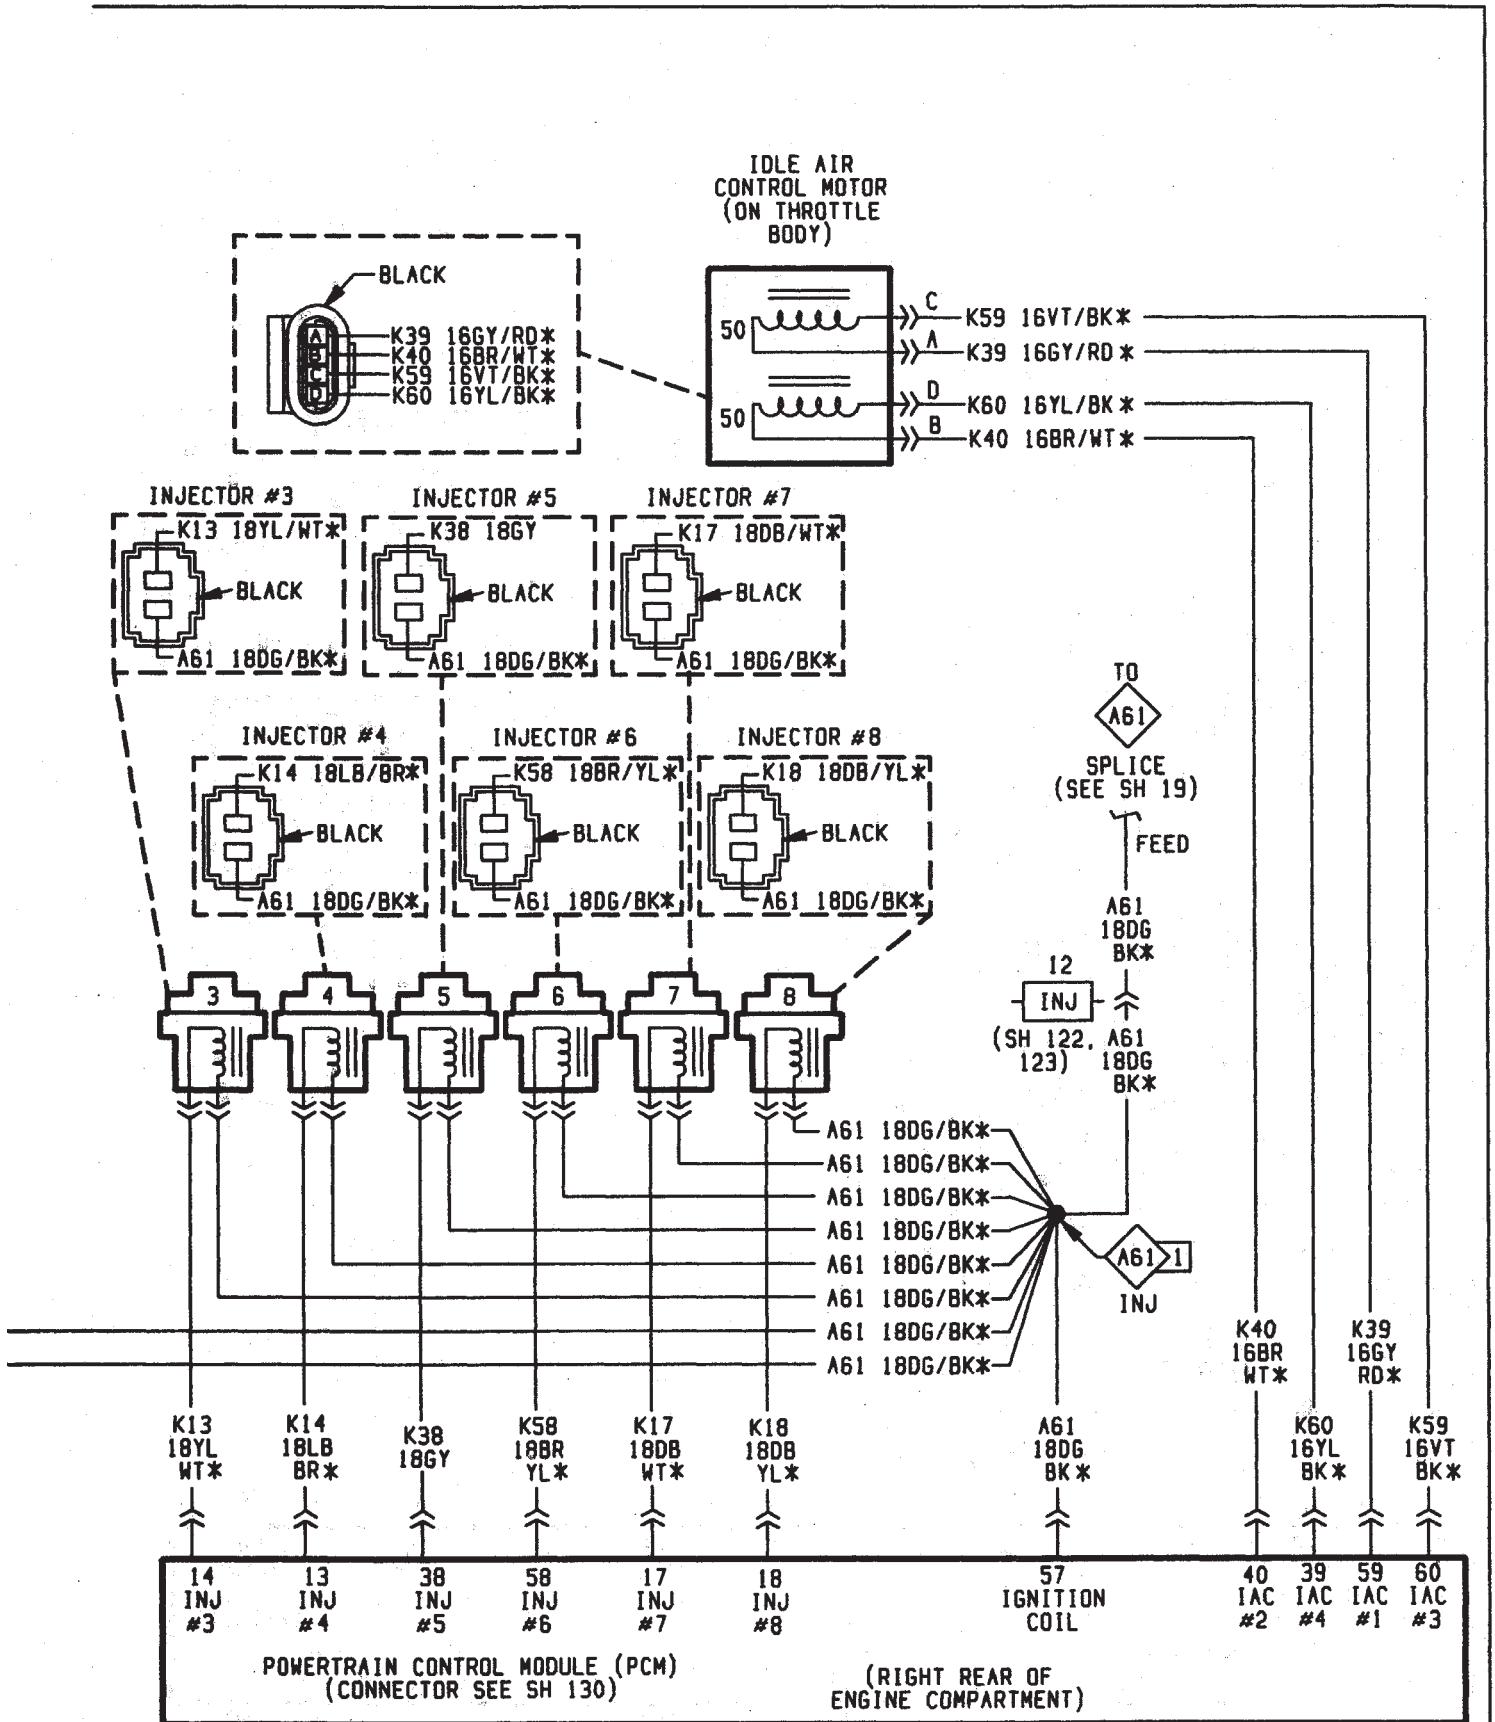 IDLE AIR
CONTROL MOTOR
(ON THROTTLE
BODY)
BLACK
A
B
C
D
K39 16GY/RD*
K40 16BR/WT*
K59 16VT/BK*
K60 16YL/BK*
50
50
C
K59 16VT/BK*
A
K39 16GY/RD*
D
K60 16YL/BK*
B
K40 16BR/WT*
INJECTOR #3
K13 18YL/WT*
BLACK
A61 18DG/BK*
INJECTOR #5
K38 18GY
BLACK
A61 18DG/BK*
INJECTOR #7
K17 18DB/WT*
BLACK
A61 18DG/BK*
INJECTOR #4
K14 18LB/BR*
BLACK
A61 18DG/BK*
INJECTOR #6
K58 18BR/YL*
BLACK
A61 18DG/BK*
INJECTOR #8
K18 18DB/YL*
BLACK
A61 18DG/BK*
TO
A61
SPLICE
(SEE SH 19)
FEED
A61
18DG
BK*
12
INJ
(SH 122,
123)
A61
18DG
BK*
3
4
5
6
7
8
A61 18DG/BK*
A61 18DG/BK*
A61 18DG/BK*
A61 18DG/BK*
A61 18DG/BK*
A61 18DG/BK*
A61 18DG/BK*
A61 18DG/BK*
A61 1
INJ
K13
18YL
WT*
K14
18LB
BR*
K38
18GY
K58
18BR
YL*
K17
18DB
WT*
K18
18DB
YL*
A61
18DG
BK*
K40
16BR
WT*
K60
16YL
BK*
K39
16GY
RD*
K59
16VT
BK*
14
INJ
#3
13
INJ
#4
38
INJ
#5
58
INJ
#6
17
INJ
#7
18
INJ
#8
57
IGNITION
COIL
40
IAC
#2
39
IAC
#4
59
IAC
#1
60
IAC
#3
POWERTRAIN CONTROL MODULE (PCM)
(CONNECTOR SEE SH 130)
(RIGHT REAR OF
ENGINE COMPARTMENT)